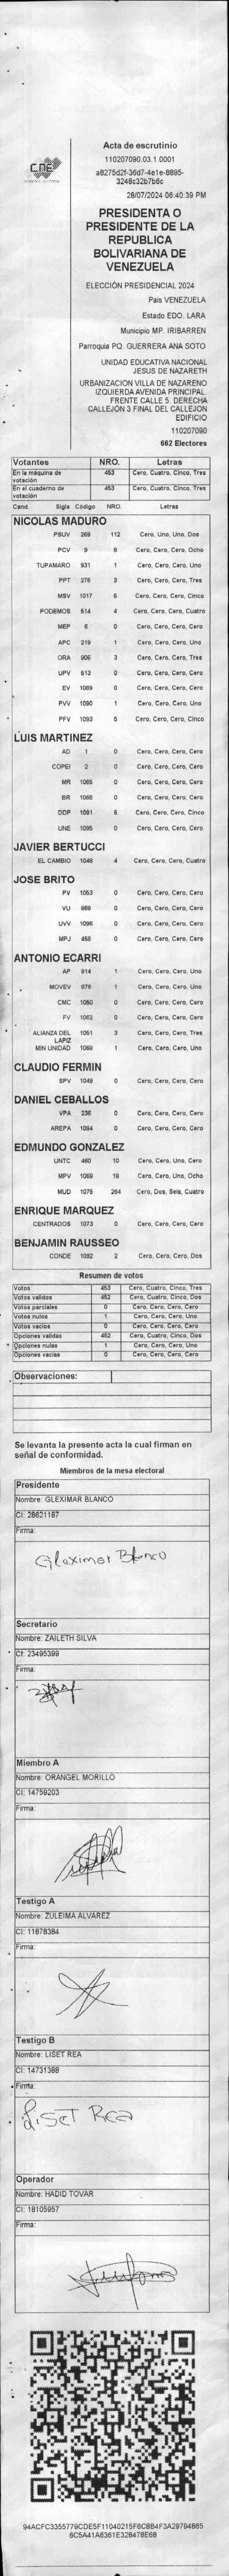 CNE
Acta de escrutinio
110207090.03.1.0001
a8275d2f-36d7-4e1e-8895-
3248c32b7b6c
28/07/2024 06:40:39 PM
PRESIDENTA O
PRESIDENTE DE LA
REPUBLICA
BOLIVARIANA DE
VENEZUELA
ELECCIÓN PRESIDENCIAL 2024
Pais VENEZUELA
Estado EDO. LARA
Municipio MP. IRIBARREN
Parroquia PQ. GUERRERA ANA SOTO
UNIDAD EDUCATIVA NACIONAL
JESUS DE NAZARETH
URBANIZACION VILLA DE NAZARENO
IZQUIERDA AVENIDA PRINCIPAL.
FRENTE CALLE 5. DERECHA
CALLEJÓN 3 FINAL DEL CALLEJON
EDIFICIO
110207090
662 Electores
Votantes NRO. Letras
En la máquina de votación 453 Cero, Cuatro, Cinco, Tres
En el cuaderno de votación 453 Cero, Cuatro, Cinco, Tres
Cand. Sigla Código NRO. Letras
NICOLAS MADURO
PSUV 269 112 Cero, Uno, Uno, Dos
PCV 9 8 Cero, Cero, Cero, Ocho
TUPAMARO 931 1 Cero, Cero, Cero, Uno
PPT 276 3 Cero, Cero, Cero, Tres
MSV 1017 5 Cero, Cero, Cero, Cinco
PODEMOS 514 4 Cero, Cero, Cero, Cuatro
MEP 6 0 Cero, Cero, Cero, Cero
APC 219 1 Cero, Cero, Cero, Uno
ORA 906 3 Cero, Cero, Cero, Tres
UPV 513 0 Cero, Cero, Cero, Cero
EV 1089 0 Cero, Cero, Cero, Cero
PVV 1090 1 Cero, Cero, Cero, Uno
PFV 1093 5 Cero, Cero, Cero, Cinco
LUIS MARTINEZ
AD 1 0 Cero, Cero, Cero, Cero
COPEI 2 0 Cero, Cero, Cero, Cero
MR 1065 0 Cero, Cero, Cero, Cero
BR 1066 0 Cero, Cero, Cero, Cero
DDP 1081 5 Cero, Cero, Cero, Cinco
UNE 1095 0 Cero, Cero, Cero, Cero
JAVIER BERTUCCI
EL CAMBIO 1048 4 Cero, Cero, Cero, Cuatro
JOSE BRITO
PV 1053 0 Cero, Cero, Cero, Cero
VU 868 0 Cero, Cero, Cero, Cero
UVV 1096 0 Cero, Cero, Cero, Cero
MPJ 458 0 Cero, Cero, Cero, Cero
ANTONIO ECARRI
AP 914 1 Cero, Cero, Cero, Uno
MOVEV 879 1 Cero, Cero, Cero, Uno
CMC 1050 0 Cero, Cero, Cero, Cero
FV 1062 0 Cero, Cero, Cero, Cero
ALIANZA DEL LAPIZ 1051 3 Cero, Cero, Cero, Tres
MIN UNIDAD 1069 1 Cero, Cero, Cero, Uno
CLAUDIO FERMIN
SPV 1049 0 Cero, Cero, Cero, Cero
DANIEL CEBALLOS
VPA 236 0 Cero, Cero, Cero, Cero
AREPA 1094 0 Cero, Cero, Cero, Cero
EDMUNDO GONZALEZ
UNTC 460 10 Cero, Cero, Uno, Cero
MPV 1069 18 Cero, Cero, Uno, Ocho
MUD 1075 264 Cero, Dos, Seis, Cuatro
ENRIQUE MARQUEZ
CENTRADOS 1073 0 Cero, Cero, Cero, Cero
BENJAMIN RAUSSEO
CONDE 1092 2 Cero, Cero, Cero, Dos
Resumen de votos
Votos 453 Cero, Cuatro, Cinco, Tres
Votos validos 452 Cero, Cuatro, Cinco, Dos
Votos parciales 0 Cero, Cero, Cero, Cero
Votos nulos 1 Cero, Cero, Cero, Uno
Votos vacios 0 Cero, Cero, Cero, Cero
Opciones validas 452 Cero, Cuatro, Cinco, Dos
Opciones nulas 1 Cero, Cero, Cero, Uno
Opciones vacias 0 Cero, Cero, Cero, Cero
Observaciones:
Se levanta la presente acta la cual firman en
señal de conformidad.
Miembros de la mesa electoral
Presidente
Nombre: GLEXIMAR BLANCO
CI: 28621187
Firma:
Gleximar Blanco
Secretario
Nombre: ZAILETH SILVA
CI: 23495399
Firma:
Miembro A
Nombre: ORANGEL MORILLO
CI: 14759203
Firma:
Testigo A
Nombre: ZULEIMA ALVAREZ
CI: 11878384
Firma:
Testigo B
Nombre: LISET REA
CI: 14731388
Firma:
LISET REA
Operador
Nombre: HADID TOVAR
CI: 18105957
Firma:
94ACFC3355779CDE5F11040215F6C8B4F3A29794865
6C5A41A6361E328478E68